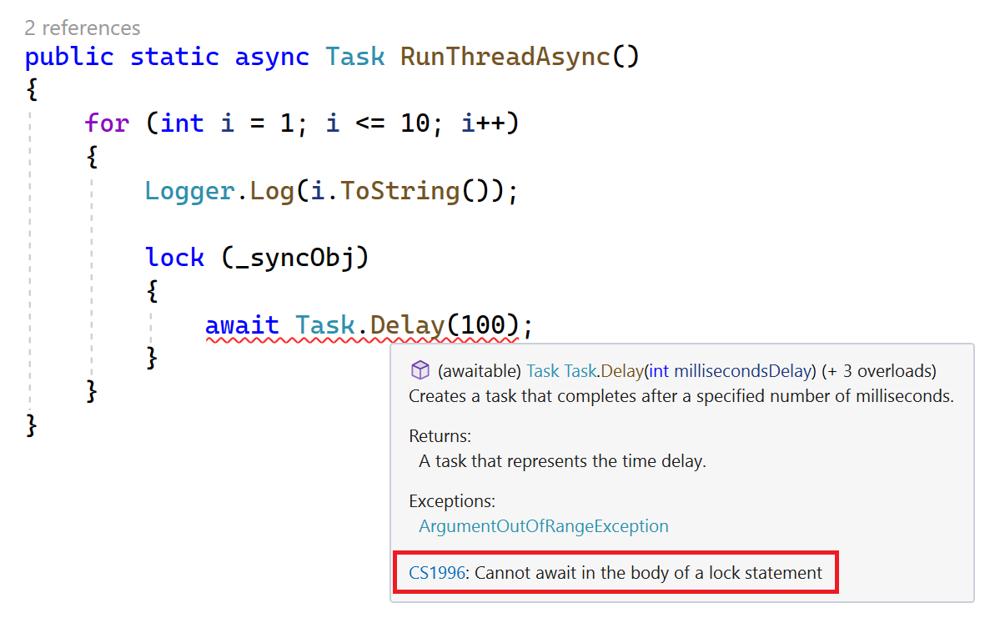 2 references
public static async Task RunThreadAsync()
{
for (int i = 1; i <= 10; i++)
{
Logger.Log(i.ToString());
lock (_syncObj)
{
await Task.Delay(100);
}
}
}
(awaitable) Task Task.Delay(int millisecondsDelay) (+ 3 overloads)
Creates a task that completes after a specified number of milliseconds.
Returns:
A task that represents the time delay.
Exceptions:
ArgumentOutOfRangeException
CS1996: Cannot await in the body of a lock statement